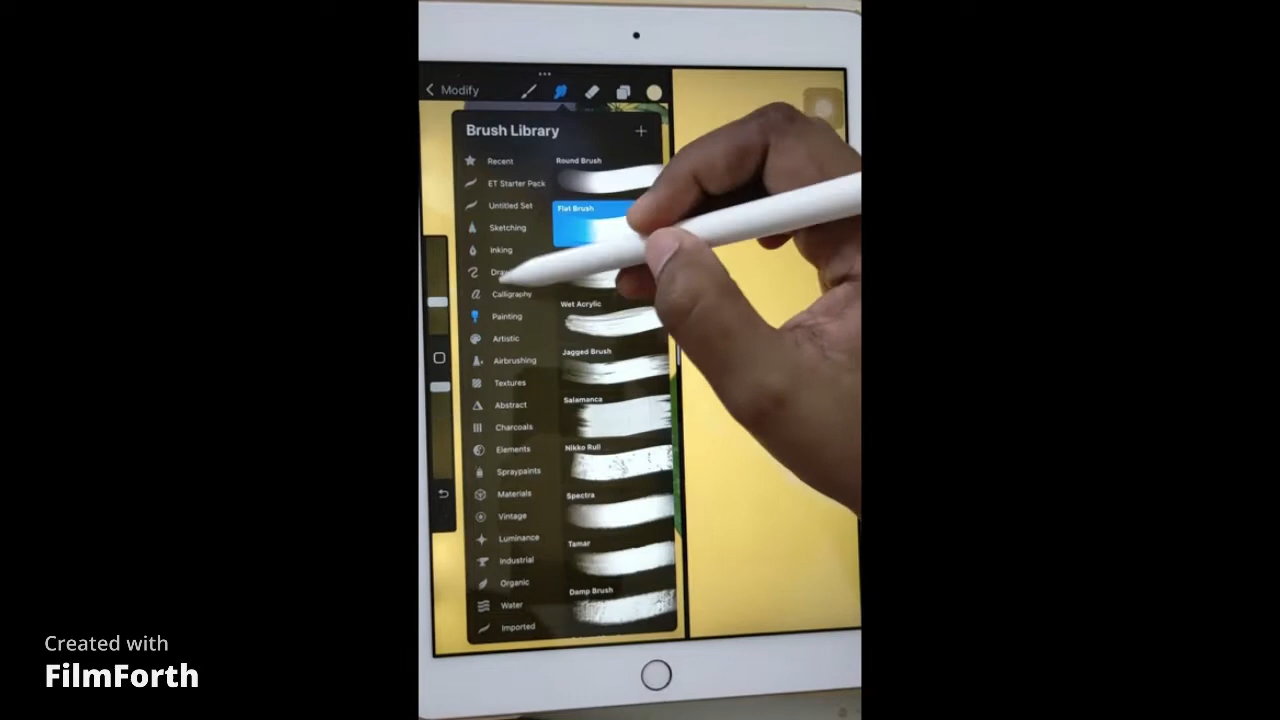 Modify
Brush Library
Recent
ET Starter Pack
Untitled Set
Sketching
Inking
Calligraphy
Painting
Artistic
Airbrushing
Textures
Abstract
Charcoals
Elements
Spraypaints
Materials
Vintage
Luminance
Industrial
Organic
Water
Imported
Round Brush
Flat Brush
Wet Acrylic
Jagged Brush
Salamanca
Nikko Rull
Spectra
Tamar
Damp Brush
Created with
FilmForth